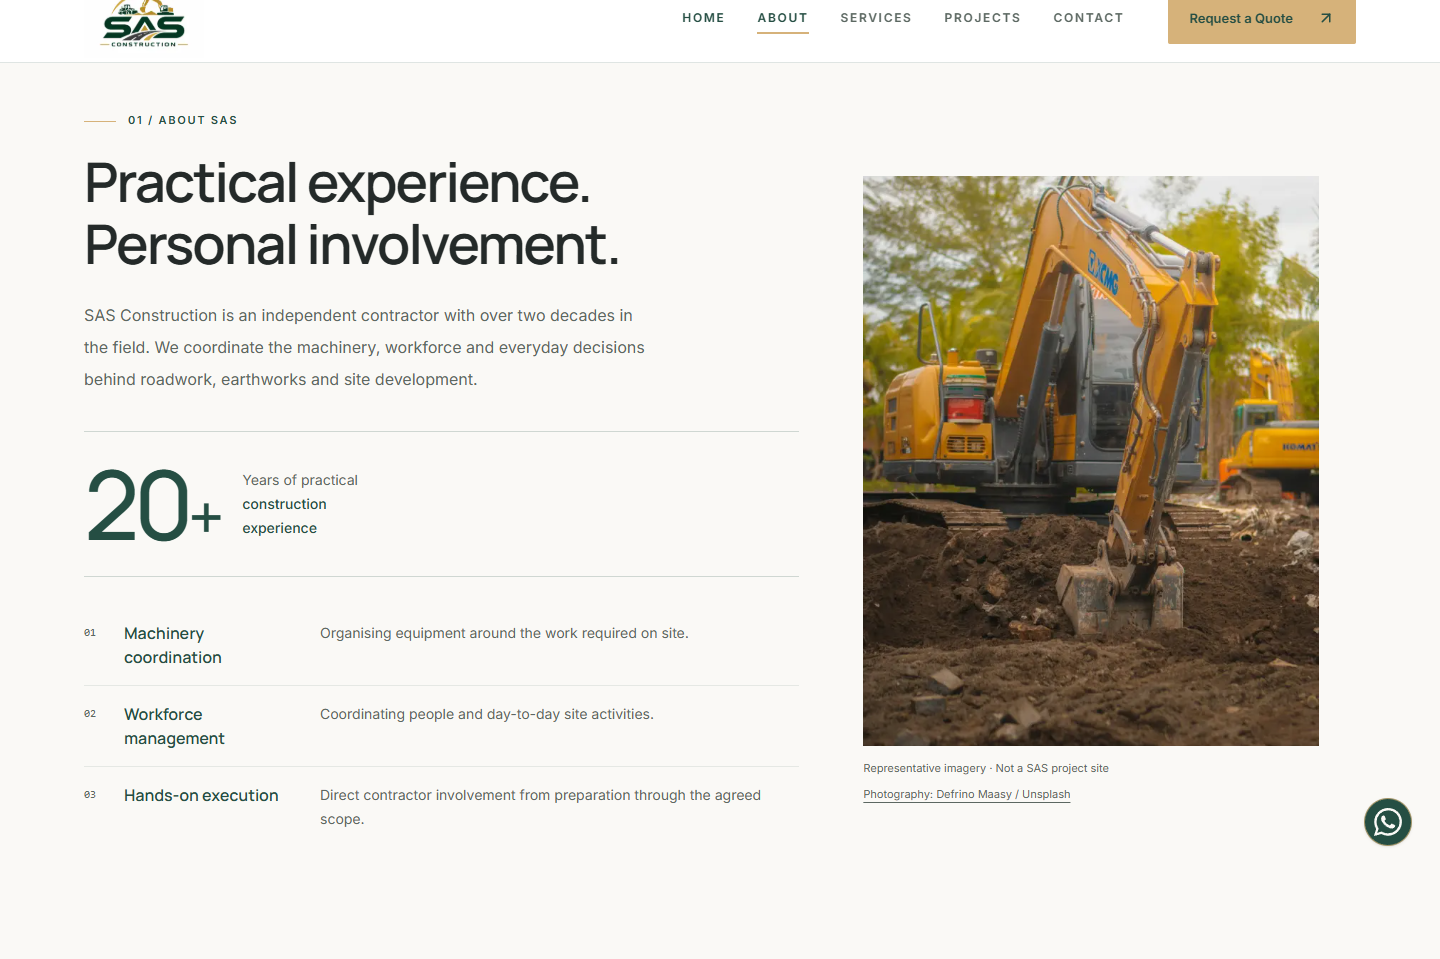 SAS
CONSTRUCTION
HOME ABOUT SERVICES PROJECTS CONTACT Request a Quote
01 / ABOUT SAS
Practical experience.
Personal involvement.
SAS Construction is an independent contractor with over two decades in
the field. We coordinate the machinery, workforce and everyday decisions
behind roadwork, earthworks and site development.
20+
Years of practical
construction
experience
01 Machinery
coordination
Organising equipment around the work required on site.
02 Workforce
management
Coordinating people and day-to-day site activities.
03 Hands-on execution
Direct contractor involvement from preparation through the agreed
scope.
XCMG
KOMAT
Representative imagery · Not a SAS project site
Photography: Defrino Maasy / Unsplash